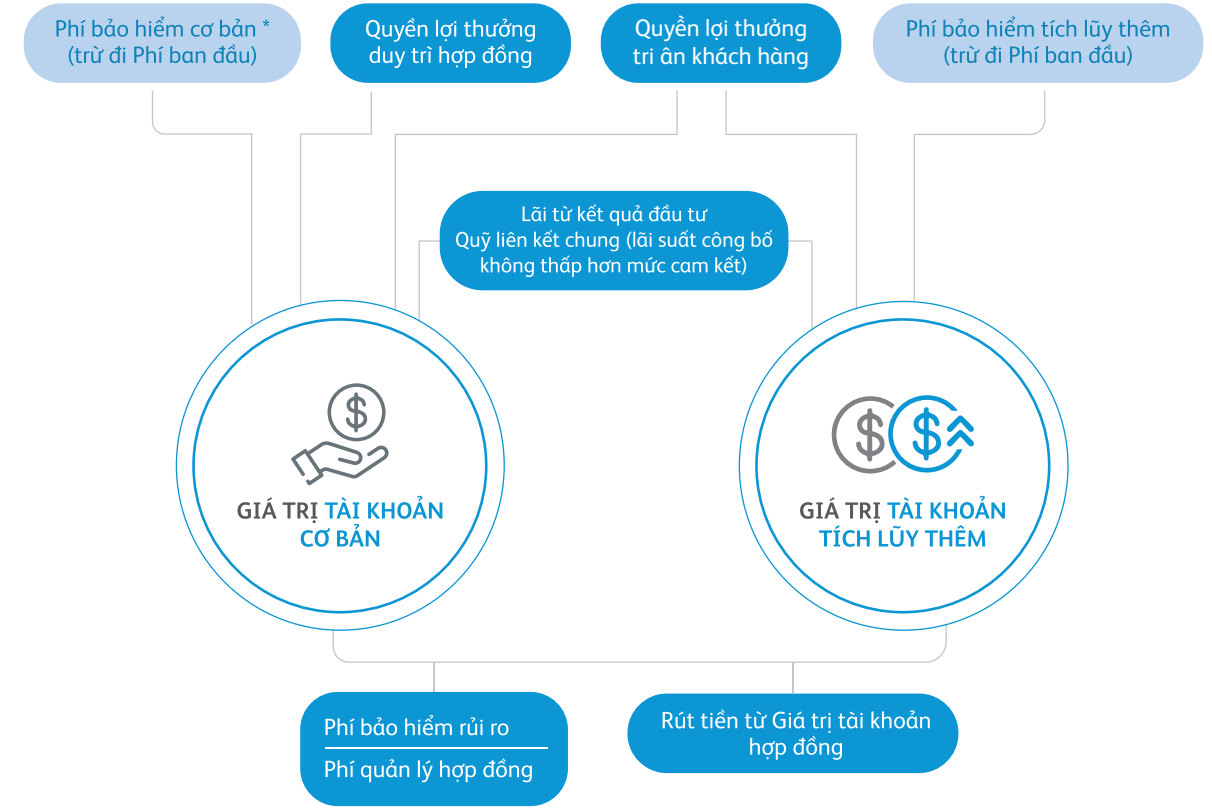 Phí bảo hiểm cơ bản *
(trừ đi Phí ban đầu)
Quyền lợi thưởng
duy trì hợp đồng
Quyền lợi thưởng
tri ân khách hàng
Phí bảo hiểm tích lũy thêm
(trừ đi Phí ban đầu)
Lãi từ kết quả đầu tư
Quỹ liên kết chung (lãi suất công bố
không thấp hơn mức cam kết)
GIÁ TRỊ TÀI KHOẢN
CƠ BẢN
GIÁ TRỊ TÀI KHOẢN
TÍCH LŨY THÊM
Phí bảo hiểm rủi ro
Phí quản lý hợp đồng
Rút tiền từ Giá trị tài khoản
hợp đồng